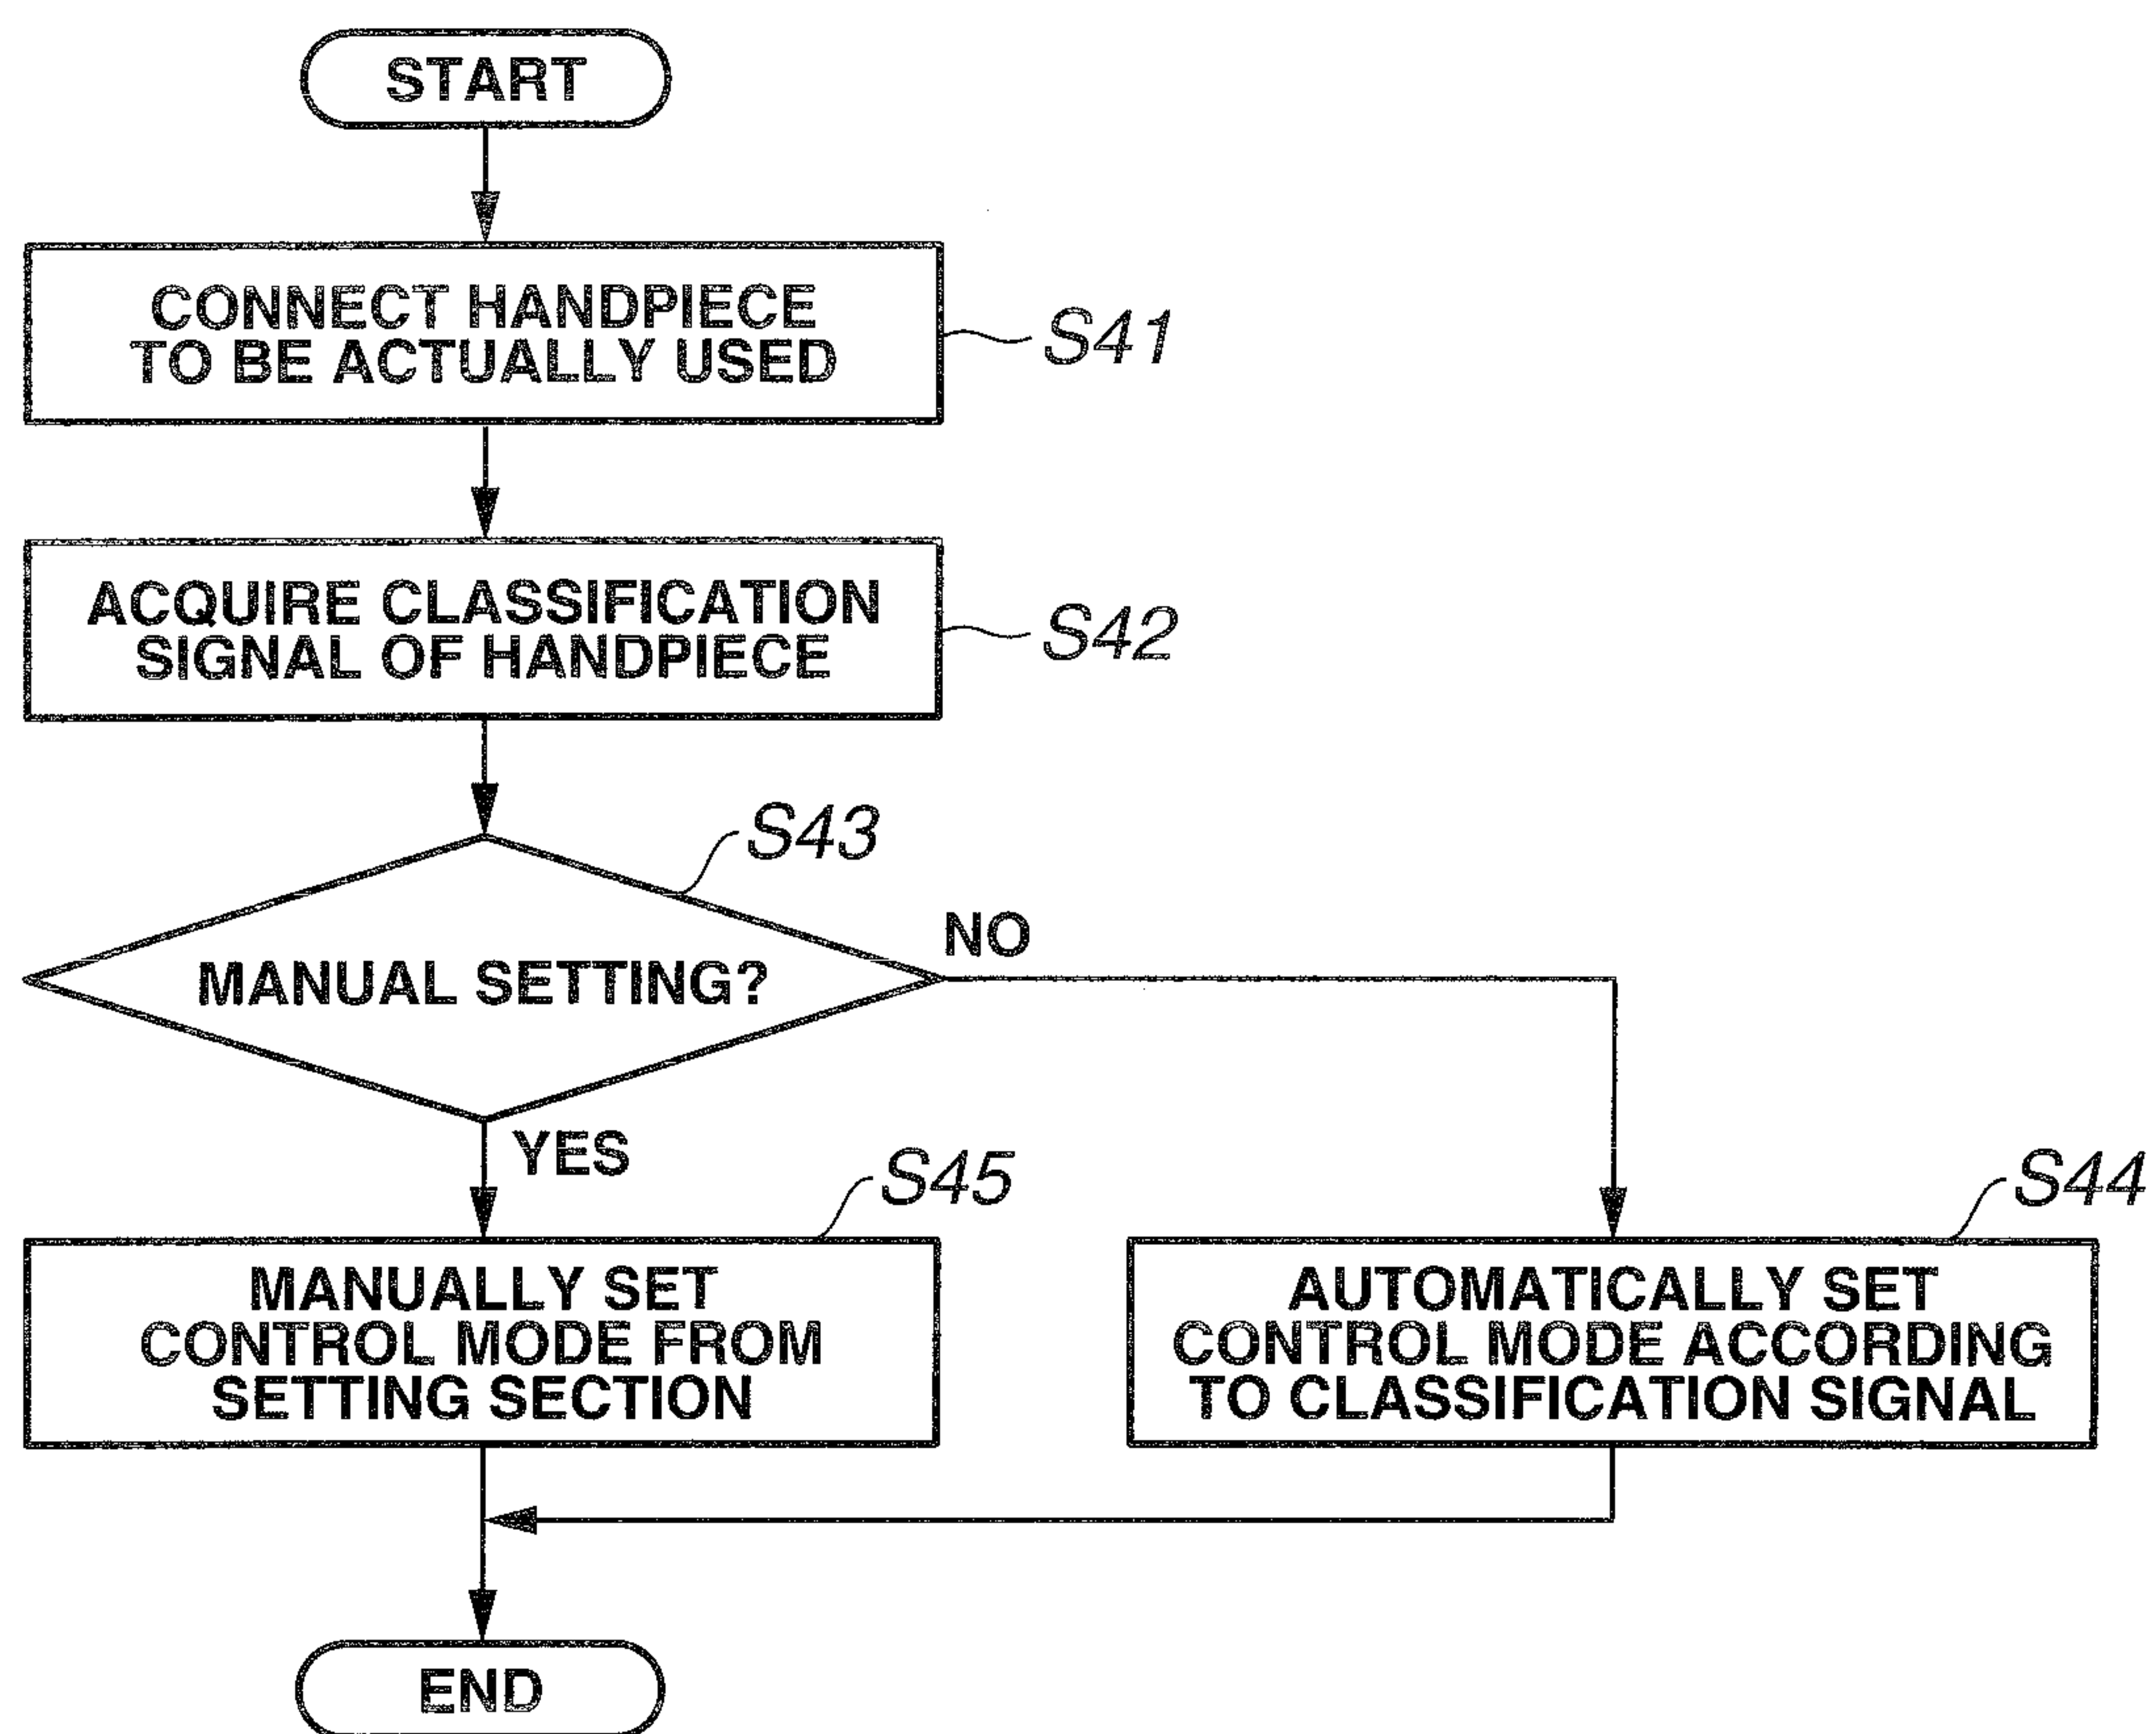 START
CONNECT HANDPIECE
TO BE ACTUALLY USED
S41
ACQUIRE CLASSIFICATION
SIGNAL OF HANDPIECE
S42
S43
MANUAL SETTING?
NO
YES
S45
MANUALLY SET
CONTROL MODE FROM
SETTING SECTION
S44
AUTOMATICALLY SET
CONTROL MODE ACCORDING
TO CLASSIFICATION SIGNAL
END